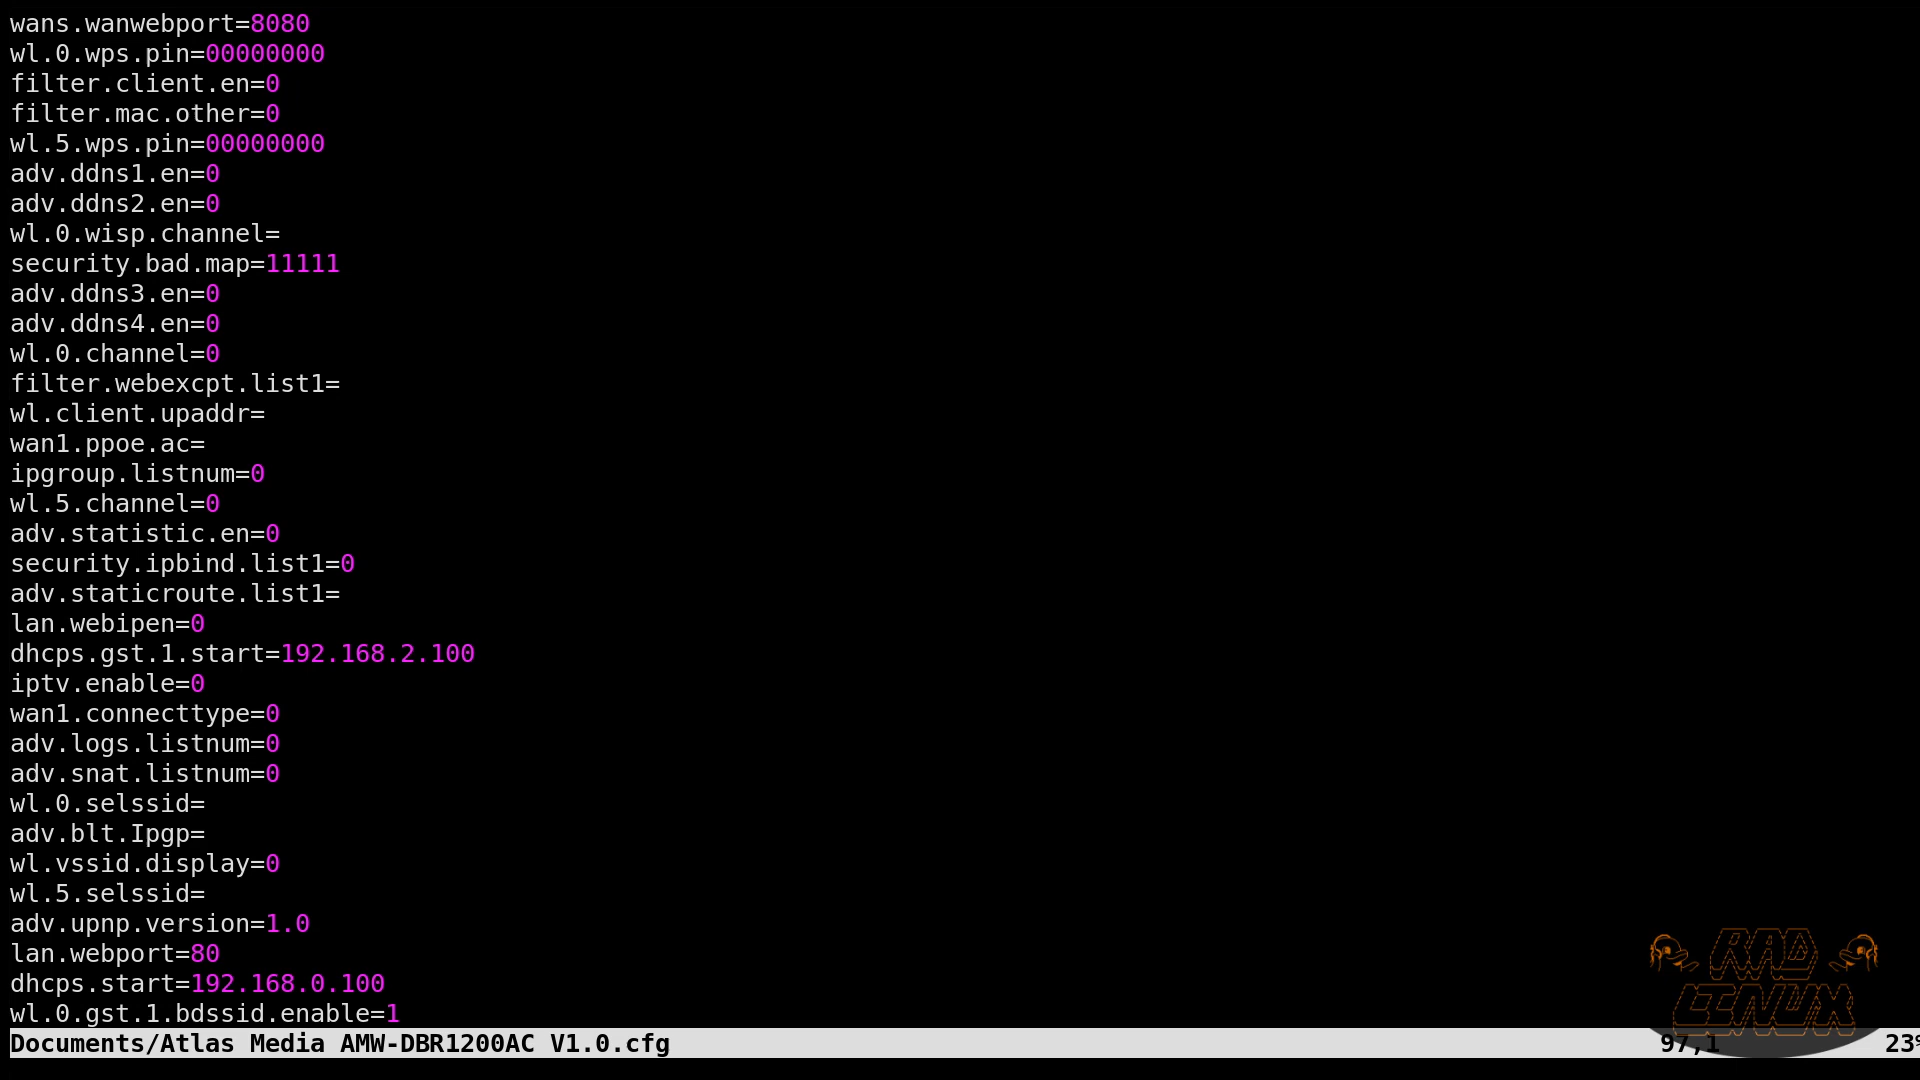 wans.wanwebport=8080
wl.0.wps.pin=00000000
filter.client.en=0
filter.mac.other=0
wl.5.wps.pin=00000000
adv.ddns1.en=0
adv.ddns2.en=0
wl.0.wisp.channel=
security.bad.map=11111
adv.ddns3.en=0
adv.ddns4.en=0
wl.0.channel=0
filter.webexcpt.list1=
wl.client.upaddr=
wan1.ppoe.ac=
ipgroup.listnum=0
wl.5.channel=0
adv.statistic.en=0
security.ipbind.list1=0
adv.staticroute.list1=
lan.webipen=0
dhcps.gst.1.start=192.168.2.100
iptv.enable=0
wan1.connecttype=0
adv.logs.listnum=0
adv.snat.listnum=0
wl.0.selssid=
adv.blt.Ipgp=
wl.vssid.display=0
wl.5.selssid=
adv.upnp.version=1.0
lan.webport=80
dhcps.start=192.168.0.100
wl.0.gst.1.bdssid.enable=1
Documents/Atlas Media AMW-DBR1200AC V1.0.cfg 97,1 23%
RAD
LINUX